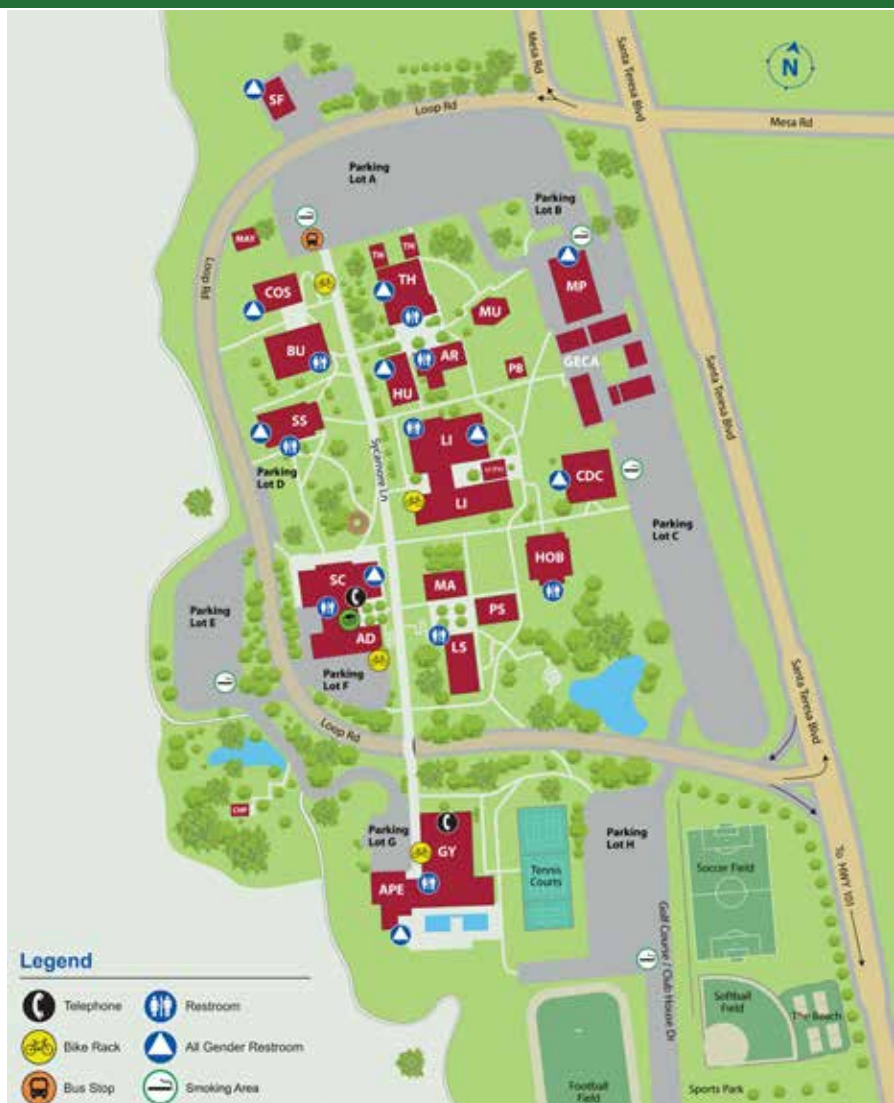 Mesa Rd
Santa Teresa Blvd
N
SF
Loop Rd
Mesa Rd
Parking
Lot A
Parking
Lot B
MAY
TH
TH
Loop Rd
COS
TH
MP
MU
BU
AR
GECA
PB
HU
Santa Teresa Blvd
SS
LI
Sycamore Ln
Parking
Lot D
CDC
LI
Parking
Lot C
HOB
SC
MA
Parking
Lot E
PS
AD
LS
Parking
Lot F
Santa Teresa Blvd
Loop Rd
Parking
Lot G
GY
Parking
Lot H
To HWY 101
Tennis
Courts
Soccer Field
APE
Golf Course / Club House Dr
Legend
Telephone
Restroom
Softball
Field
The Beach
Bike Rack
All Gender Restroom
Bus Stop
Smoking Area
Football
Field
Sports Park